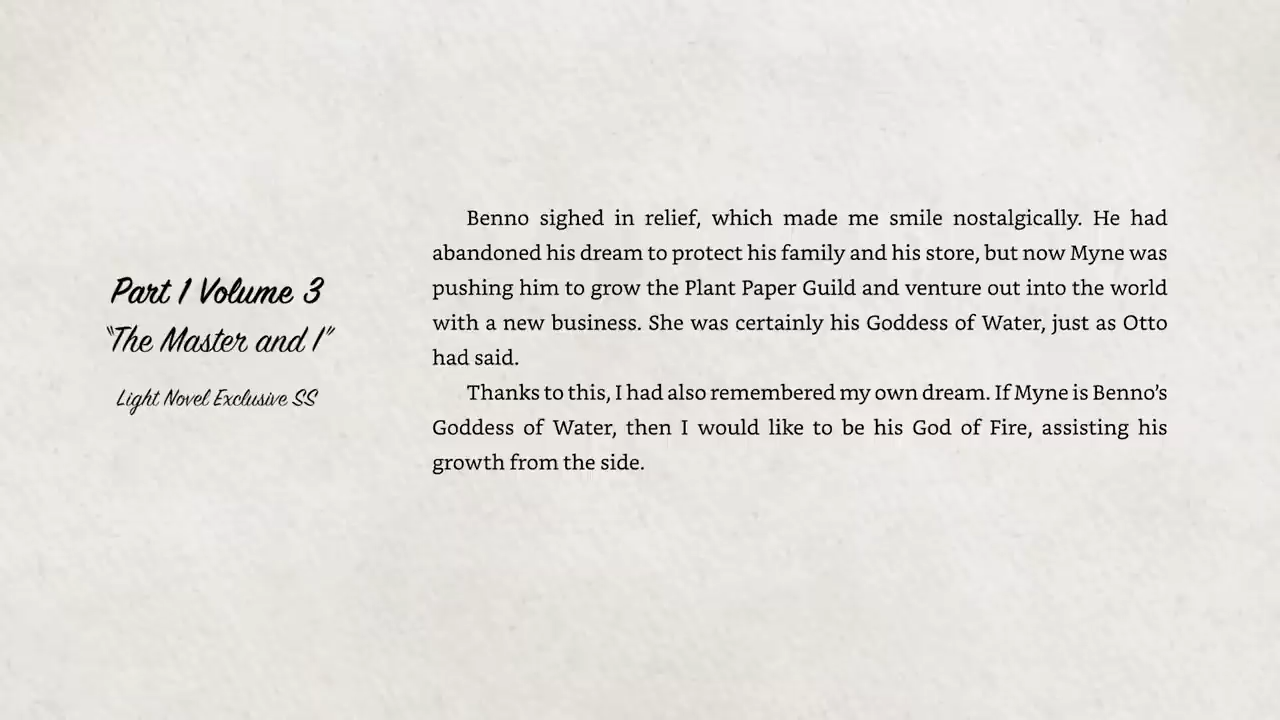 Part 1 Volume 3
“The Master and I”
Light Novel Exclusive SS
Benno sighed in relief, which made me smile nostalgically. He had
abandoned his dream to protect his family and his store, but now Myne was
pushing him to grow the Plant Paper Guild and venture out into the world
with a new business. She was certainly his Goddess of Water, just as Otto
had said.
Thanks to this, I had also remembered my own dream. If Myne is Benno’s
Goddess of Water, then I would like to be his God of Fire, assisting his
growth from the side.